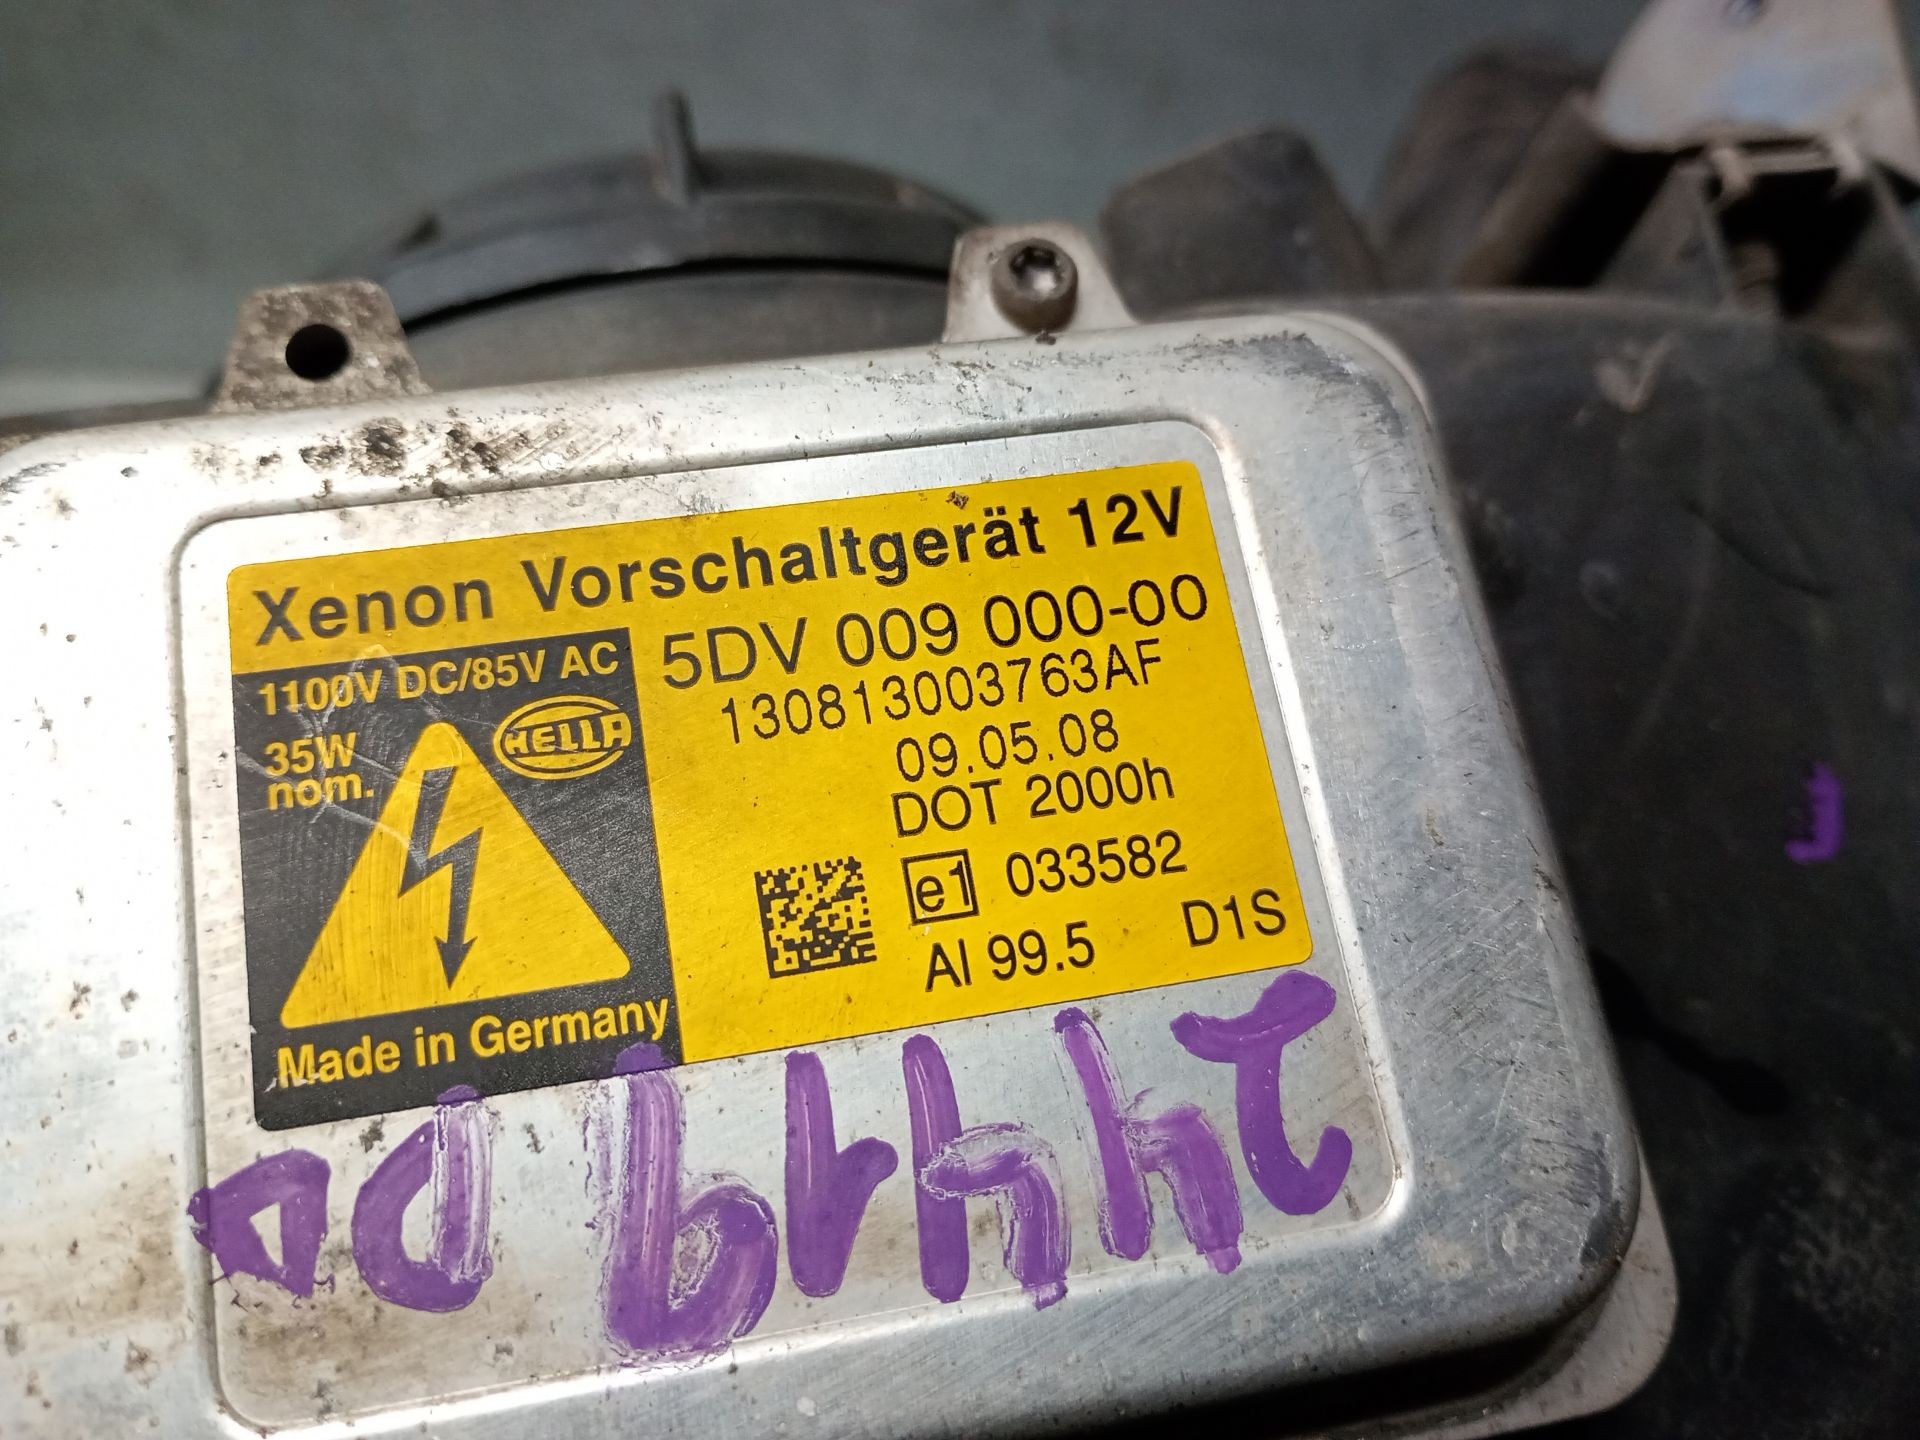 Xenon Vorschaltgerät 12V
1100V DC/85V AC
35W
nom.
HELLA
Made in Germany
5DV 009 000-00
130813003763AF
09.05.08
DOT 2000h
e1 033582
Al 99.5 D1S
24419